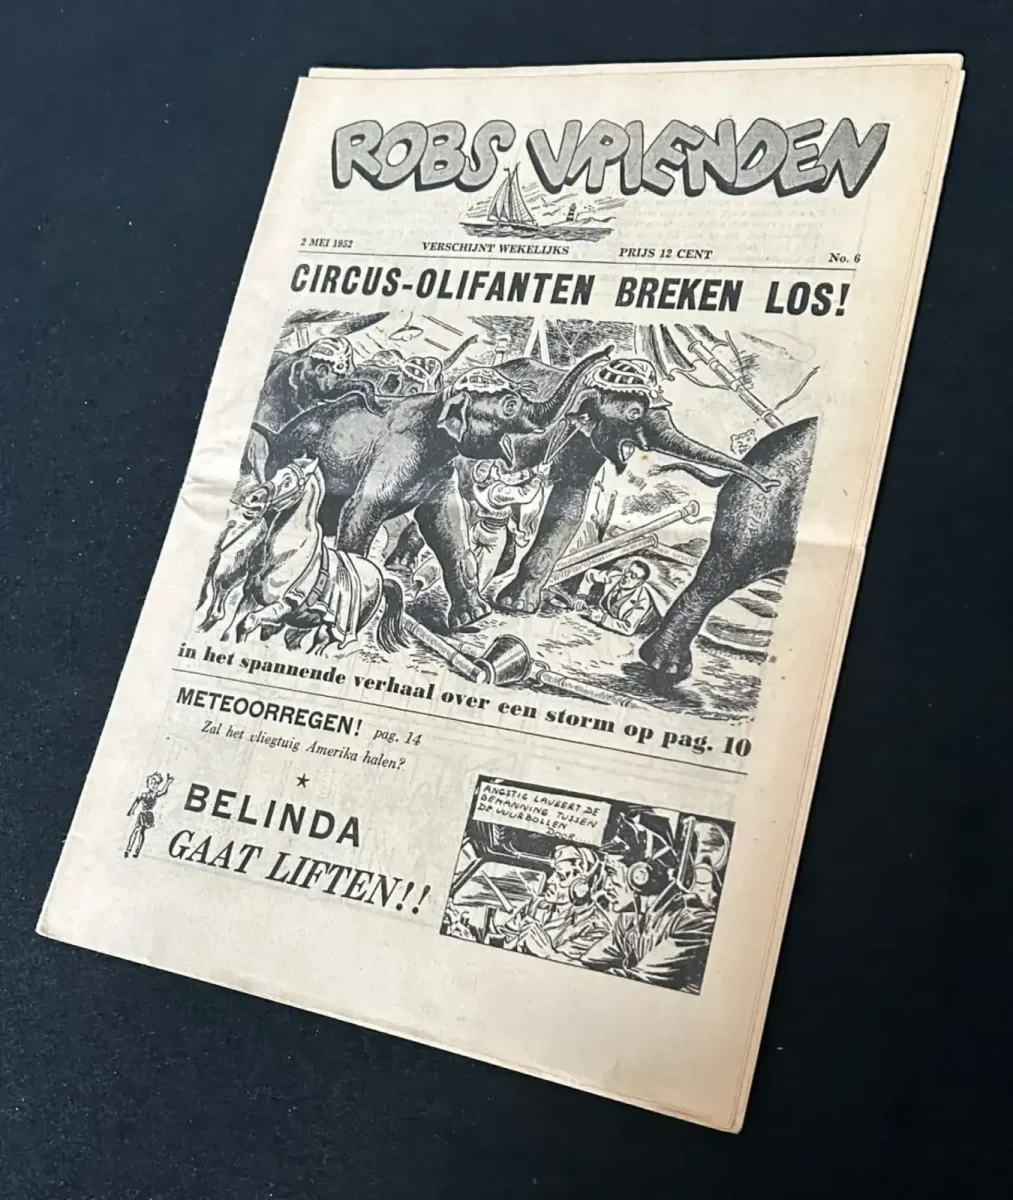 ROBS VRIENDEN
2 MEI 1952 VERSCHIJNT WEKELIJKS PRIJS 12 CENT No. 6
CIRCUS-OLIFANTEN BREKEN LOS!
in het spannende verhaal over een storm op pag. 10
METEOORREGEN! pag. 14
Zal het vliegtuig Amerika halen?
BELINDA
GAAT LIFTEN!!
ANGSTIG LAVEERT DE
BEMANNING TUSSEN
DE VUURBOLLEN
DOOR...